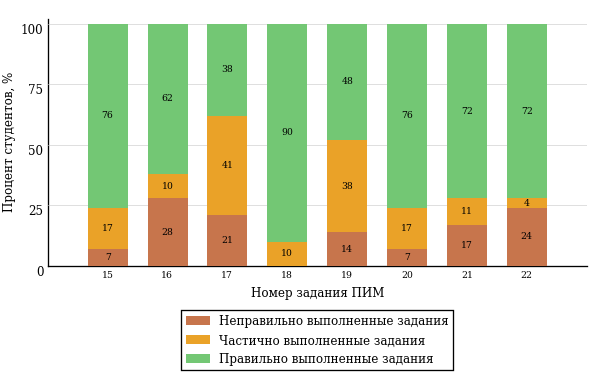 Процент студентов, %
100
75
50
25
0
76 62 38 90 48 76 72 72
17 10 41 10 38 17 11 4
7 28 21 14 7 17 24
15 16 17 18 19 20 21 22
Номер задания ПИМ
Неправильно выполненные задания
Частично выполненные задания
Правильно выполненные задания